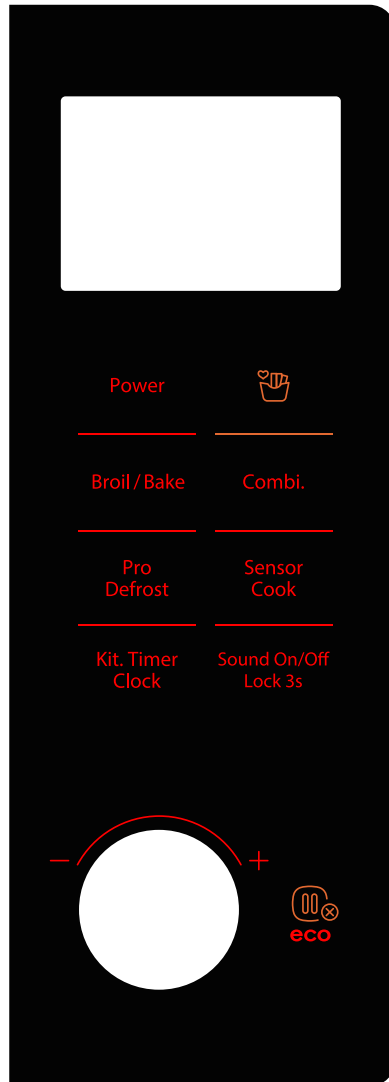 Power
Broil / Bake
Combi.
Pro
Defrost
Sensor
Cook
Kit. Timer
Clock
Sound On/Off
Lock 3s
− +
eco